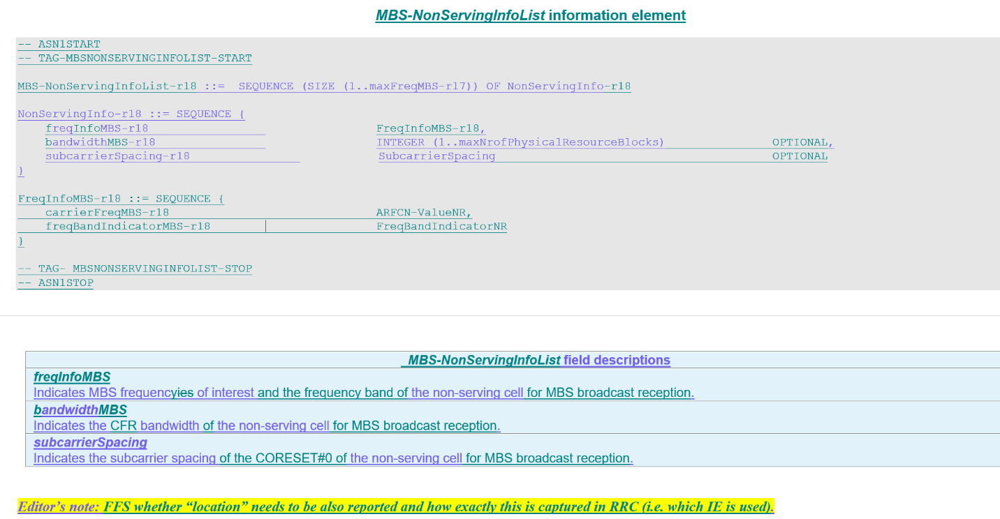 MBS-NonServingInfoList information element
-- ASN1START
-- TAG-MBSNONSERVINGINFOLIST-START
MBS-NonServingInfoList-r18 ::=  SEQUENCE (SIZE (1..maxFreqMBS-r17)) OF NonServingInfo-r18
NonServingInfo-r18 ::= SEQUENCE {
freqInfoMBS-r18 FreqInfoMBS-r18,
bandwidthMBS-r18 INTEGER (1..maxNrofPhysicalResourceBlocks) OPTIONAL,
subcarrierSpacing-r18 SubcarrierSpacing OPTIONAL
}
FreqInfoMBS-r18 ::= SEQUENCE {
carrierFreqMBS-r18 ARFCN-ValueNR,
freqBandIndicatorMBS-r18 FreqBandIndicatorNR
}
-- TAG- MBSNONSERVINGINFOLIST-STOP
-- ASN1STOP
MBS-NonServingInfoList field descriptions
freqInfoMBS
Indicates MBS frequencyies of interest and the frequency band of the non-serving cell for MBS broadcast reception.
bandwidthMBS
Indicates the CFR bandwidth of the non-serving cell for MBS broadcast reception.
subcarrierSpacing
Indicates the subcarrier spacing of the CORESET#0 of the non-serving cell for MBS broadcast reception.
Editor's note: FFS whether “location” needs to be also reported and how exactly this is captured in RRC (i.e. which IE is used).